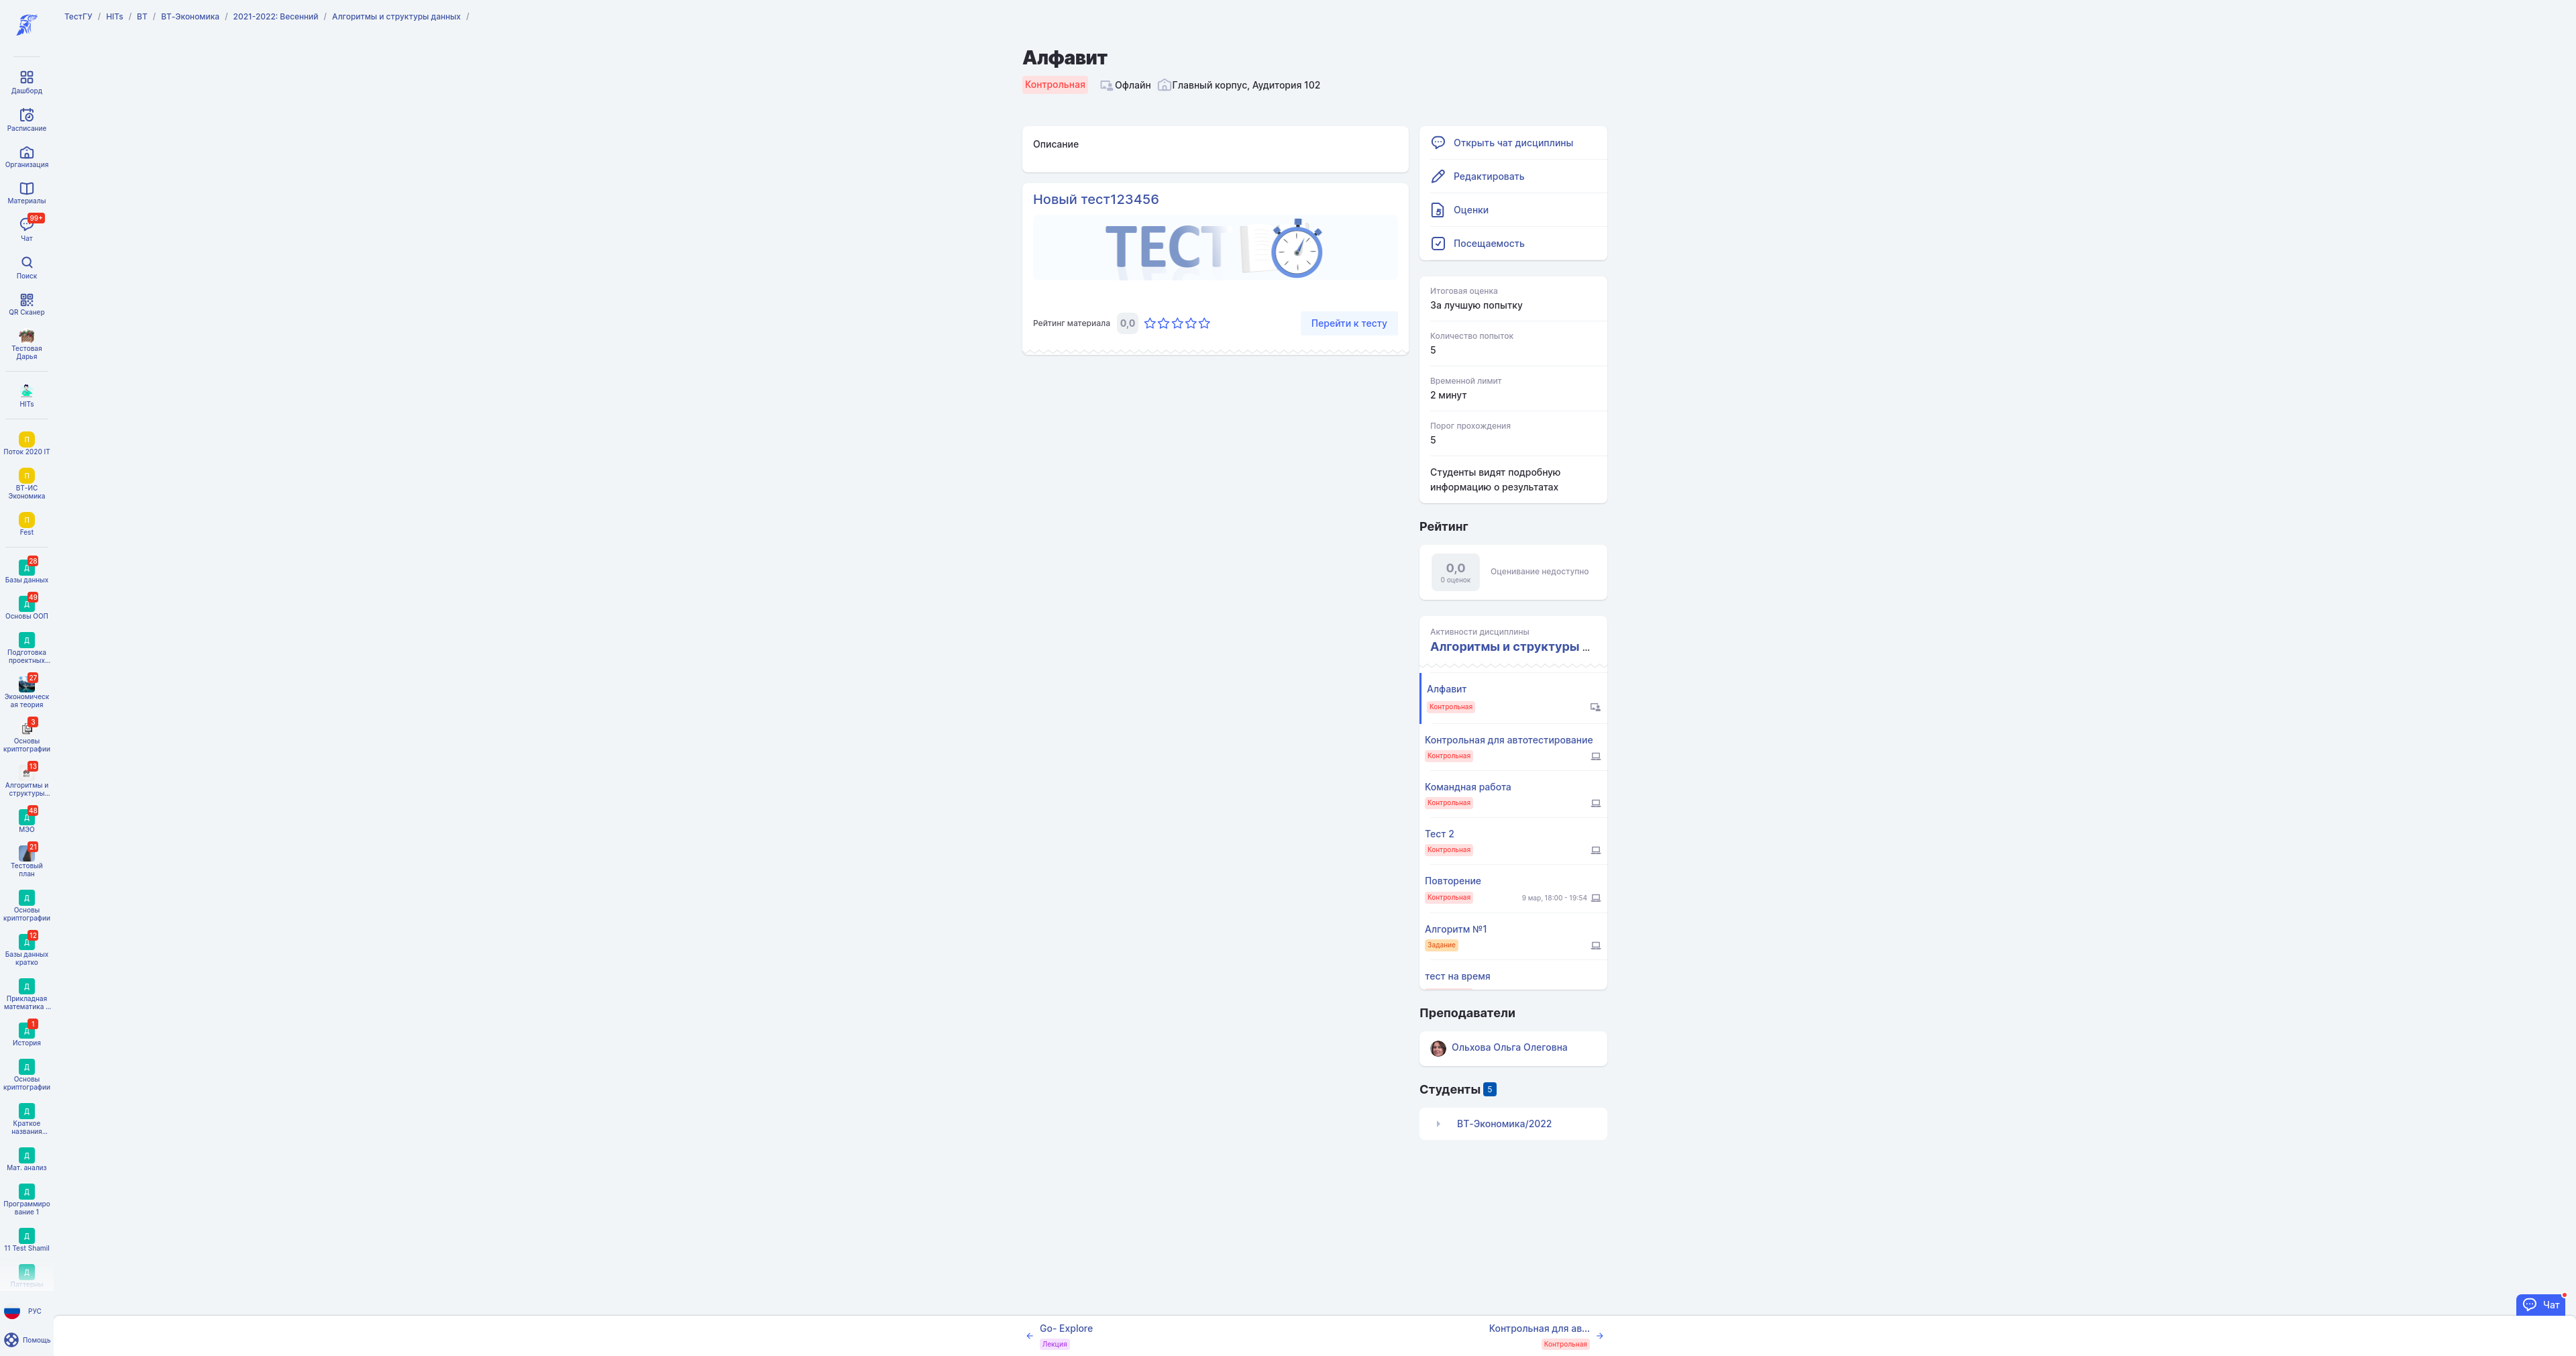 ТестГУ / HITs / ВТ / ВТ-Экономика / 2021-2022: Весенний / Алгоритмы и структуры данных /
Дашборд
Расписание
Организация
Материалы
99+
Чат
Поиск
QR Сканер
Тестовая
Дарья
HITs
П
Поток 2020 IT
П
ВТ-ИС
Экономика
П
Fest
28
Д
Базы данных
49
Д
Основы ООП
Д
Подготовка
проектных...
27
Экономическ
ая теория
3
Основы
криптографии
13
Алгоритмы и
структуры...
48
Д
МЭО
21
Тестовый
план
Д
Основы
криптографии
12
Д
Базы данных
кратко
Д
Прикладная
математика ...
1
Д
История
Д
Основы
криптографии
Д
Краткое
названия...
Д
Мат. анализ
Д
Программиро
вание 1
Д
11 Test Shamil
Д
Паттерны
РУС
Помощь
Алфавит
Контрольная Офлайн Главный корпус, Аудитория 102
Описание
Новый тест123456
ТЕСТ
Рейтинг материала 0,0
Перейти к тесту
Открыть чат дисциплины
Редактировать
Оценки
Посещаемость
Итоговая оценка
За лучшую попытку
Количество попыток
5
Временной лимит
2 минут
Порог прохождения
5
Студенты видят подробную
информацию о результатах
Рейтинг
0,0
0 оценок
Оценивание недоступно
Активности дисциплины
Алгоритмы и структуры ...
Алфавит
Контрольная
Контрольная для автотестирование
Контрольная
Командная работа
Контрольная
Тест 2
Контрольная
Повторение
Контрольная 9 мар, 18:00 - 19:54
Алгоритм №1
Задание
тест на время
Преподаватели
Ольхова Ольга Олеговна
Студенты 5
ВТ-Экономика/2022
Чат
Go- Explore
Лекция
Контрольная для ав...
Контрольная